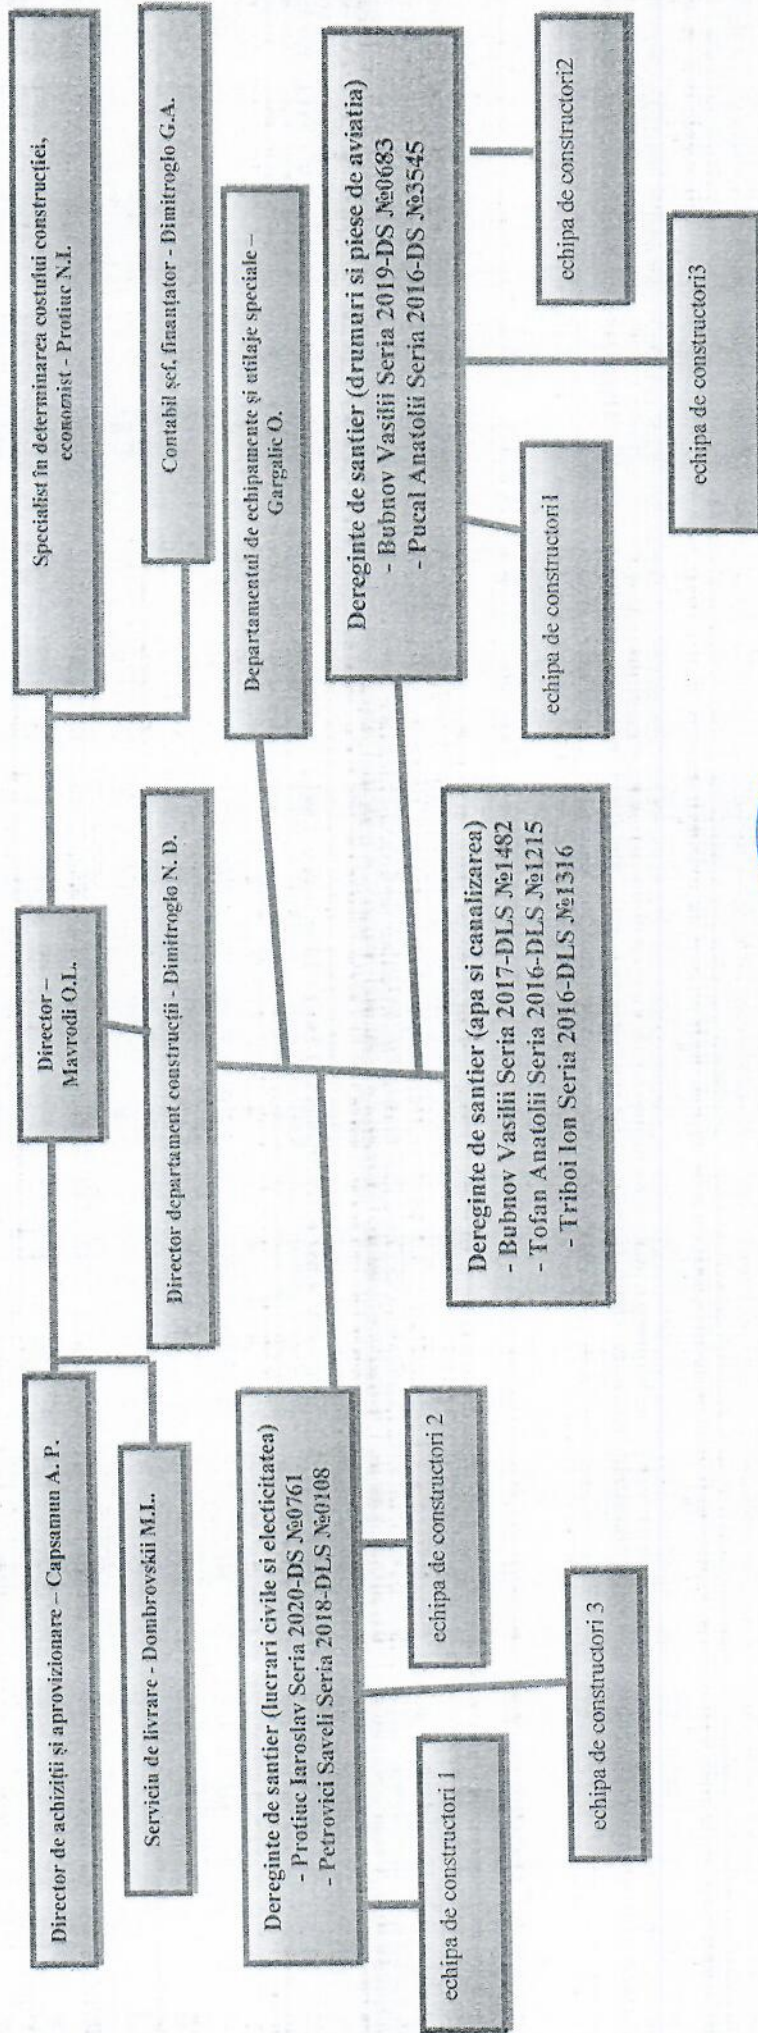 Director –
Mavrodi O.L.
Director de achiziții și aprovizionare – Capsamun A. P.
Serviciu de livrare - Dombrovskii M.L.
Specialist în determinarea costului construcției,
economist - Protiuc N.I.
Contabil șef, finanțator - Dimitroglo G.A.
Director departament construcții - Dimitroglo N. D.
Departamentul de echipamente și utilaje speciale –
Gargalic O.
Dereginte de santier (lucrari civile si electicitatea)
- Protiuc Iaroslav Seria 2020-DS №0761
- Petrovici Saveli Seria 2018-DLS №0108
echipa de constructori 1
echipa de constructori 2
echipa de constructori 3
Dereginte de santier (apa si canalizarea)
- Bubnov Vasilii Seria 2017-DLS №1482
- Tofan Anatolii Seria 2016-DLS №1215
- Triboi Ion Seria 2016-DLS №1316
Dereginte de santier (drumuri si piese de aviatia)
- Bubnov Vasilii Seria 2019-DS №0683
- Pucal Anatolii Seria 2016-DS №3545
echipa de constructori1
echipa de constructori2
echipa de constructori3